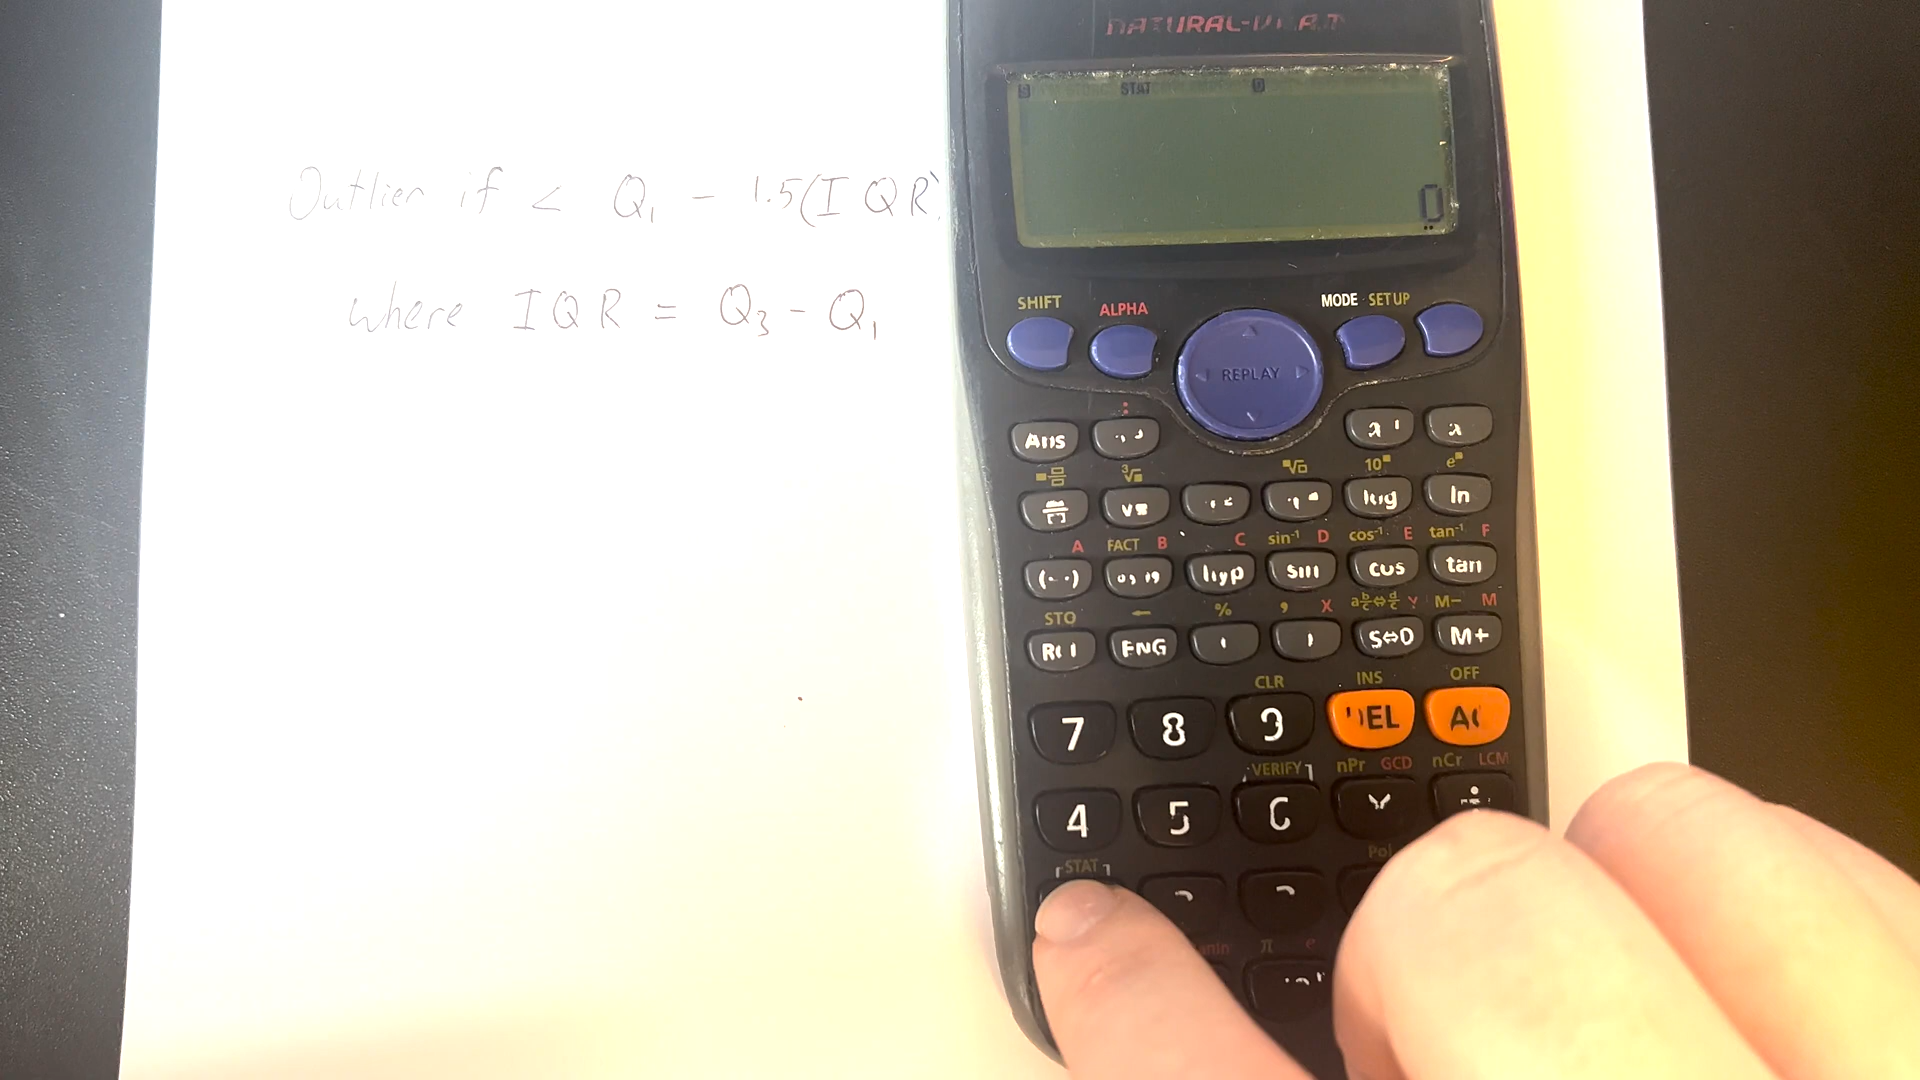 Outlier if < Q₁ - 1.5(IQR)
where IQR = Q₃ - Q₁
STAT D
0
SHIFT ALPHA MODE SETUP
REPLAY
Ans
³√■ ■√□ 10■ e■
log ln
A FACT B C sin⁻¹ D cos⁻¹ E tan⁻¹ F
(-) hyp sin cos tan
STO ← % , X a b/c⇔d/c Y M– M
RCL ENG S⇔D M+
CLR INS OFF
7 8 9 DEL AC
VERIFY nPr GCD nCr LCM
4 5 6
STAT Pol
π e